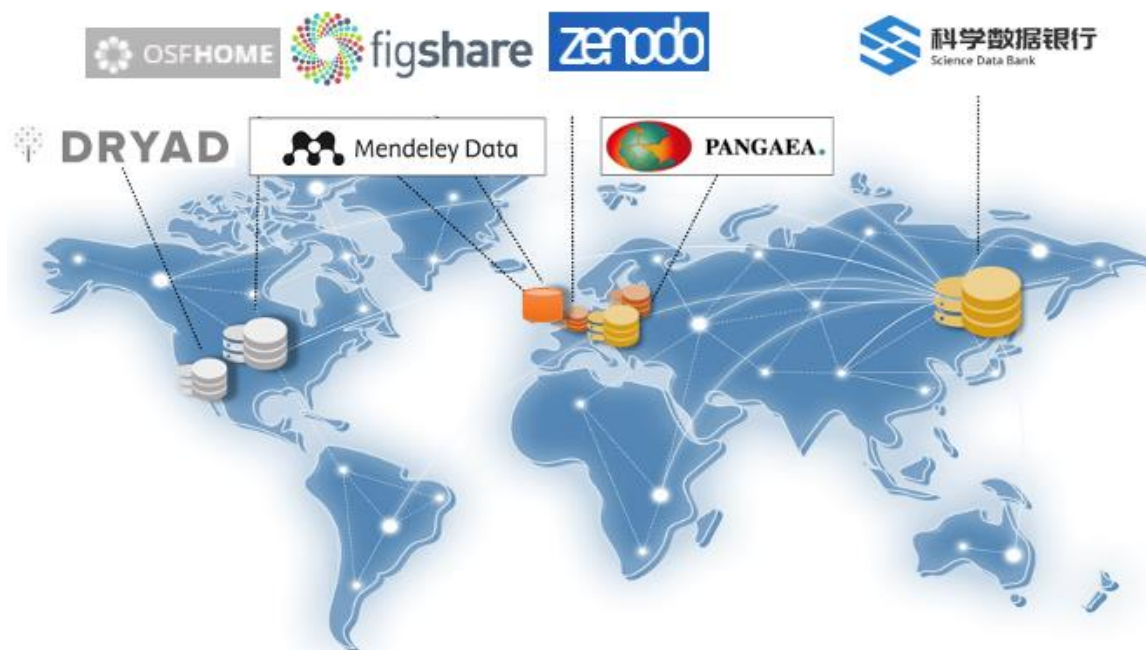 OSFHOME
figshare
zenodo
科学数据银行
Science Data Bank
DRYAD
Mendeley Data
PANGAEA.